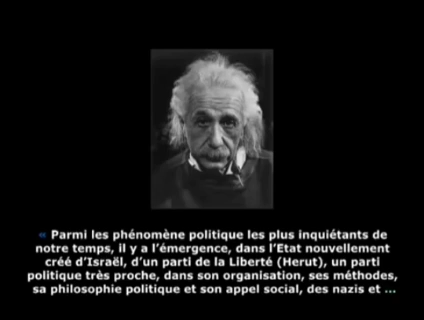 « Parmi les phénomène politique les plus inquiétants de
notre temps, il y a l'émergence, dans l'Etat nouvellement
créé d'Israël, d'un parti de la Liberté (Herut), un parti
politique très proche, dans son organisation, ses méthodes,
sa philosophie politique et son appel social, des nazis et ...